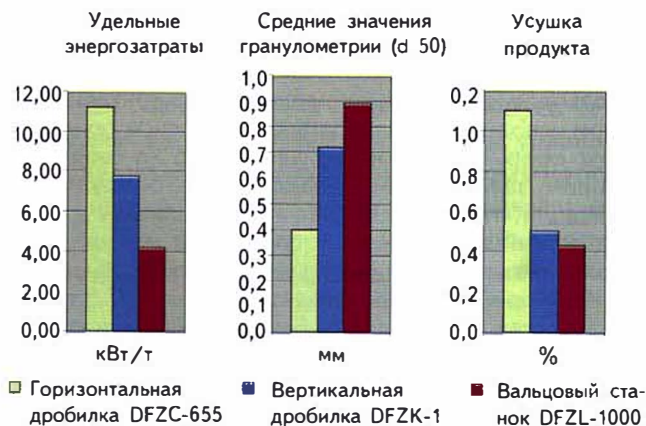 Удельные
энергозатраты
12,00
10,00
8,00
6,00
4,00
2,00
0,00
кВт/т
Средние значения
гранулометрии (d 50)
1,0
0,9
0,8
0,7
0,6
0,5
0,4
0,3
0,2
0,1
0,0
мм
Усушка
продукта
0,2
1,0
0,8
0,6
0,4
0,2
0,0
%
Горизонтальная
дробилка DFZC-655
Вертикальная
дробилка DFZK-1
Вальцовый ста-
нок DFZL-1000